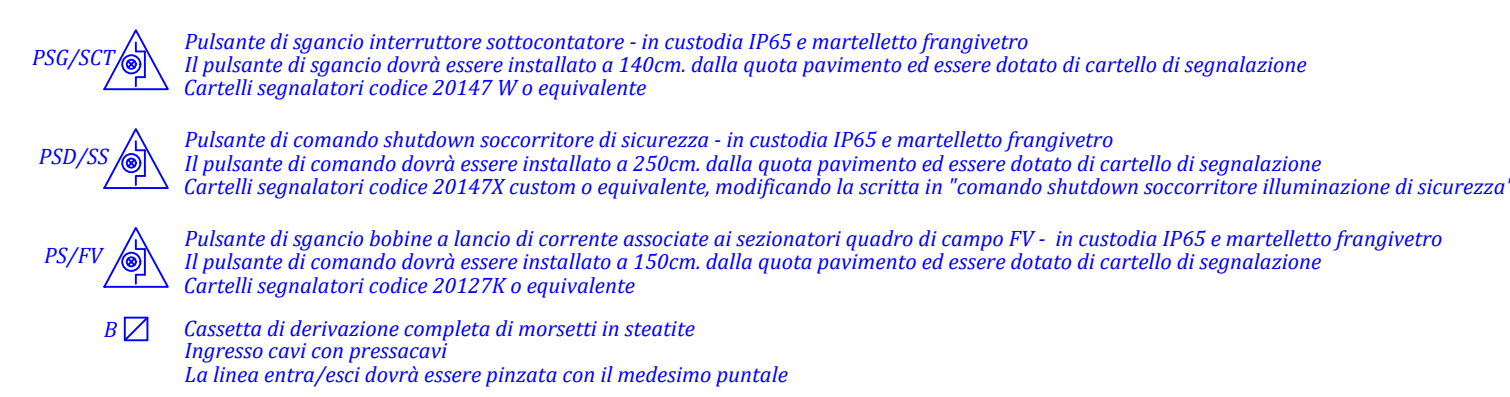 PSG/SCT Pulsante di sgancio interruttore sottocontatore - in custodia IP65 e martelletto frangivetro
Il pulsante di sgancio dovrà essere installato a 140cm. dalla quota pavimento ed essere dotato di cartello di segnalazione
Cartelli segnalatori codice 20147 W o equivalente
PSD/SS Pulsante di comando shutdown soccorritore di sicurezza - in custodia IP65 e martelletto frangivetro
Il pulsante di comando dovrà essere installato a 250cm. dalla quota pavimento ed essere dotato di cartello di segnalazione
Cartelli segnalatori codice 20147X custom o equivalente, modificando la scritta in "comando shutdown soccorritore illuminazione di sicurezza"
PS/FV Pulsante di sgancio bobine a lancio di corrente associate ai sezionatori quadro di campo FV - in custodia IP65 e martelletto frangivetro
Il pulsante di comando dovrà essere installato a 150cm. dalla quota pavimento ed essere dotato di cartello di segnalazione
Cartelli segnalatori codice 20127K o equivalente
B Cassetta di derivazione completa di morsetti in steatite
Ingresso cavi con pressacavi
La linea entra/esci dovrà essere pinzata con il medesimo puntale